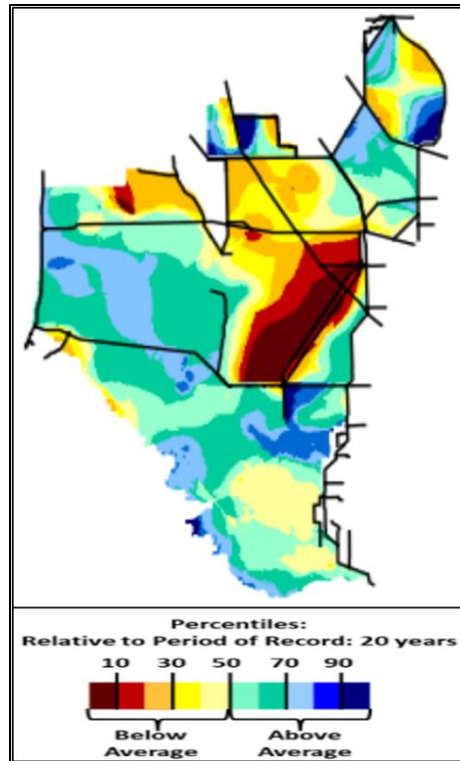 Percentiles:
Relative to Period of Record: 20 years
10 30 50 70 90
Below Above
Average Average